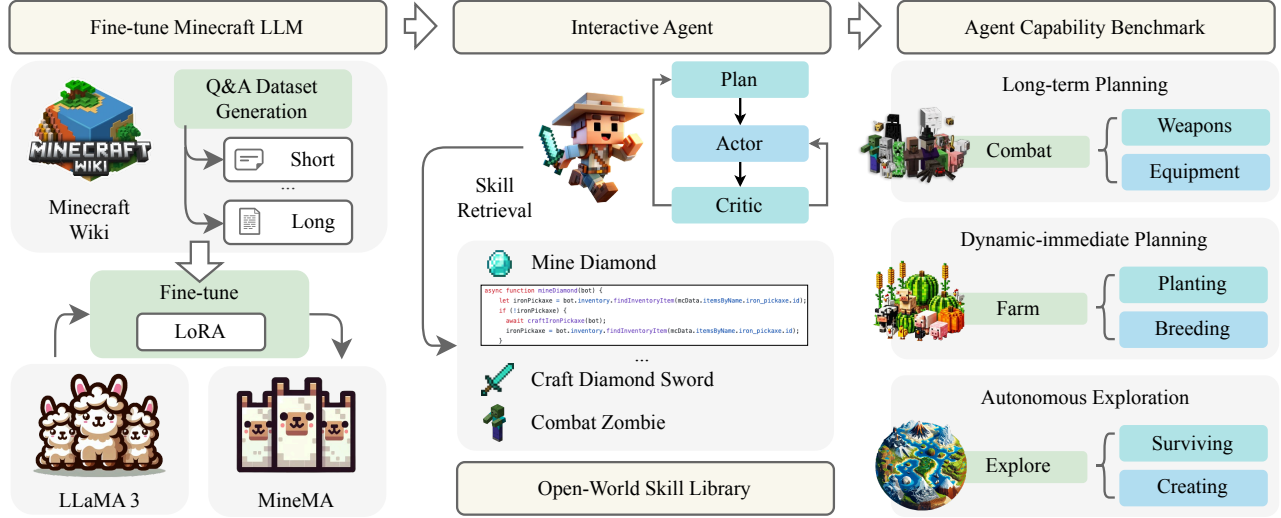 Fine-tune Minecraft LLM
Q&A Dataset
Generation
Short
...
Long
MINECRAFT
WIKI
Minecraft
Wiki
Fine-tune
LoRA
LLaMA 3
MineMA
Interactive Agent
Plan
Actor
Critic
Skill
Retrieval
Mine Diamond
async function mineDiamond(bot) {
let ironPickaxe = bot.inventory.findInventoryItem(mcData.itemsByName.iron_pickaxe.id);
if (!ironPickaxe) {
await craftIronPickaxe(bot);
ironPickaxe = bot.inventory.findInventoryItem(mcData.itemsByName.iron_pickaxe.id);
}
...
Craft Diamond Sword
Combat Zombie
Open-World Skill Library
Agent Capability Benchmark
Long-term Planning
Combat
Weapons
Equipment
Dynamic-immediate Planning
Farm
Planting
Breeding
Autonomous Exploration
Explore
Surviving
Creating